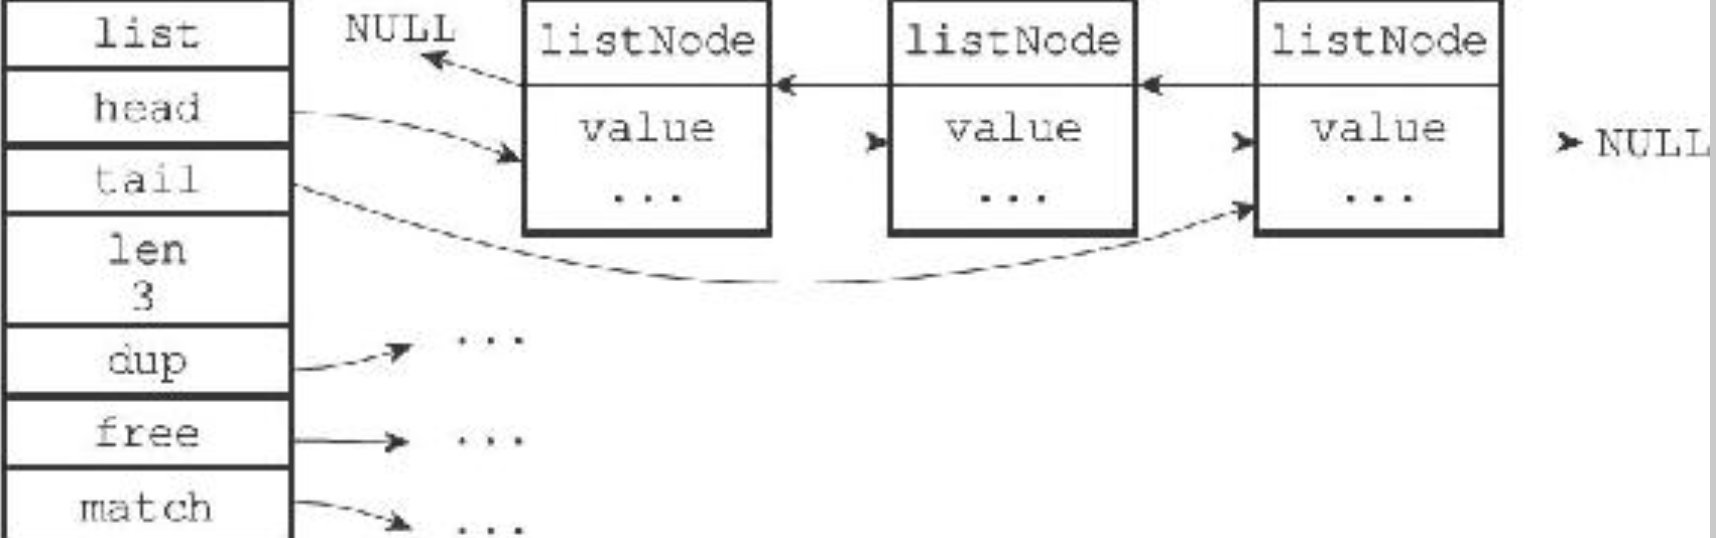 list
head
tail
len
3
dup
free
match
NULL
listNode
value
...
listNode
value
...
listNode
value
...
NULL
...
...
...